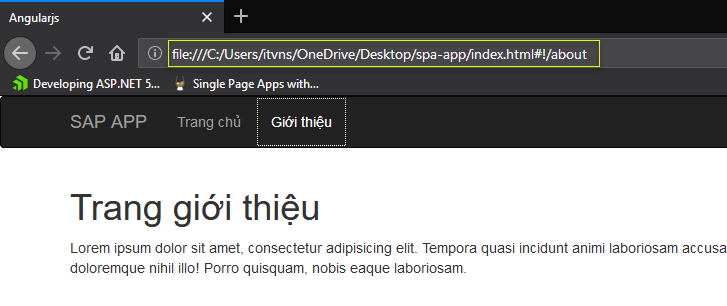 Angularjs
file:///C:/Users/itvns/OneDrive/Desktop/spa-app/index.html#!/about
Developing ASP.NET 5... Single Page Apps with...
SAP APP Trang chủ Giới thiệu
Trang giới thiệu
Lorem ipsum dolor sit amet, consectetur adipisicing elit. Tempora quasi incidunt animi laboriosam accusa
doloremque nihil illo! Porro quisquam, nobis eaque laboriosam.